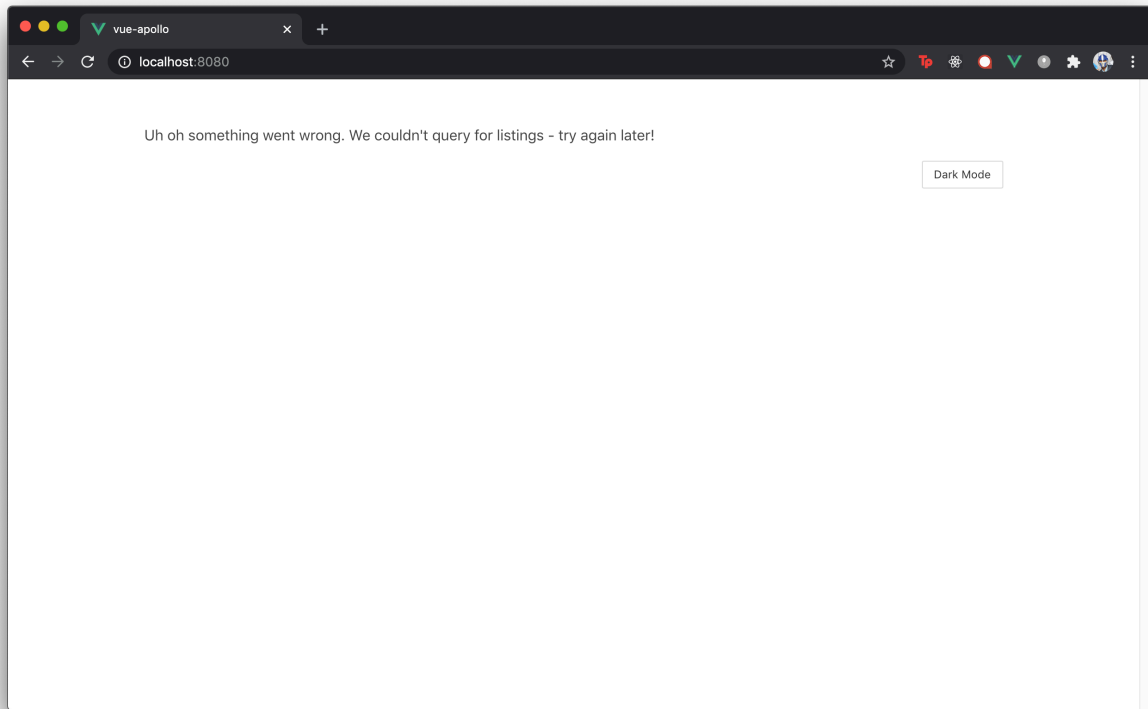 vue-apollo
localhost:8080
Tp
Uh oh something went wrong. We couldn't query for listings - try again later!
Dark Mode